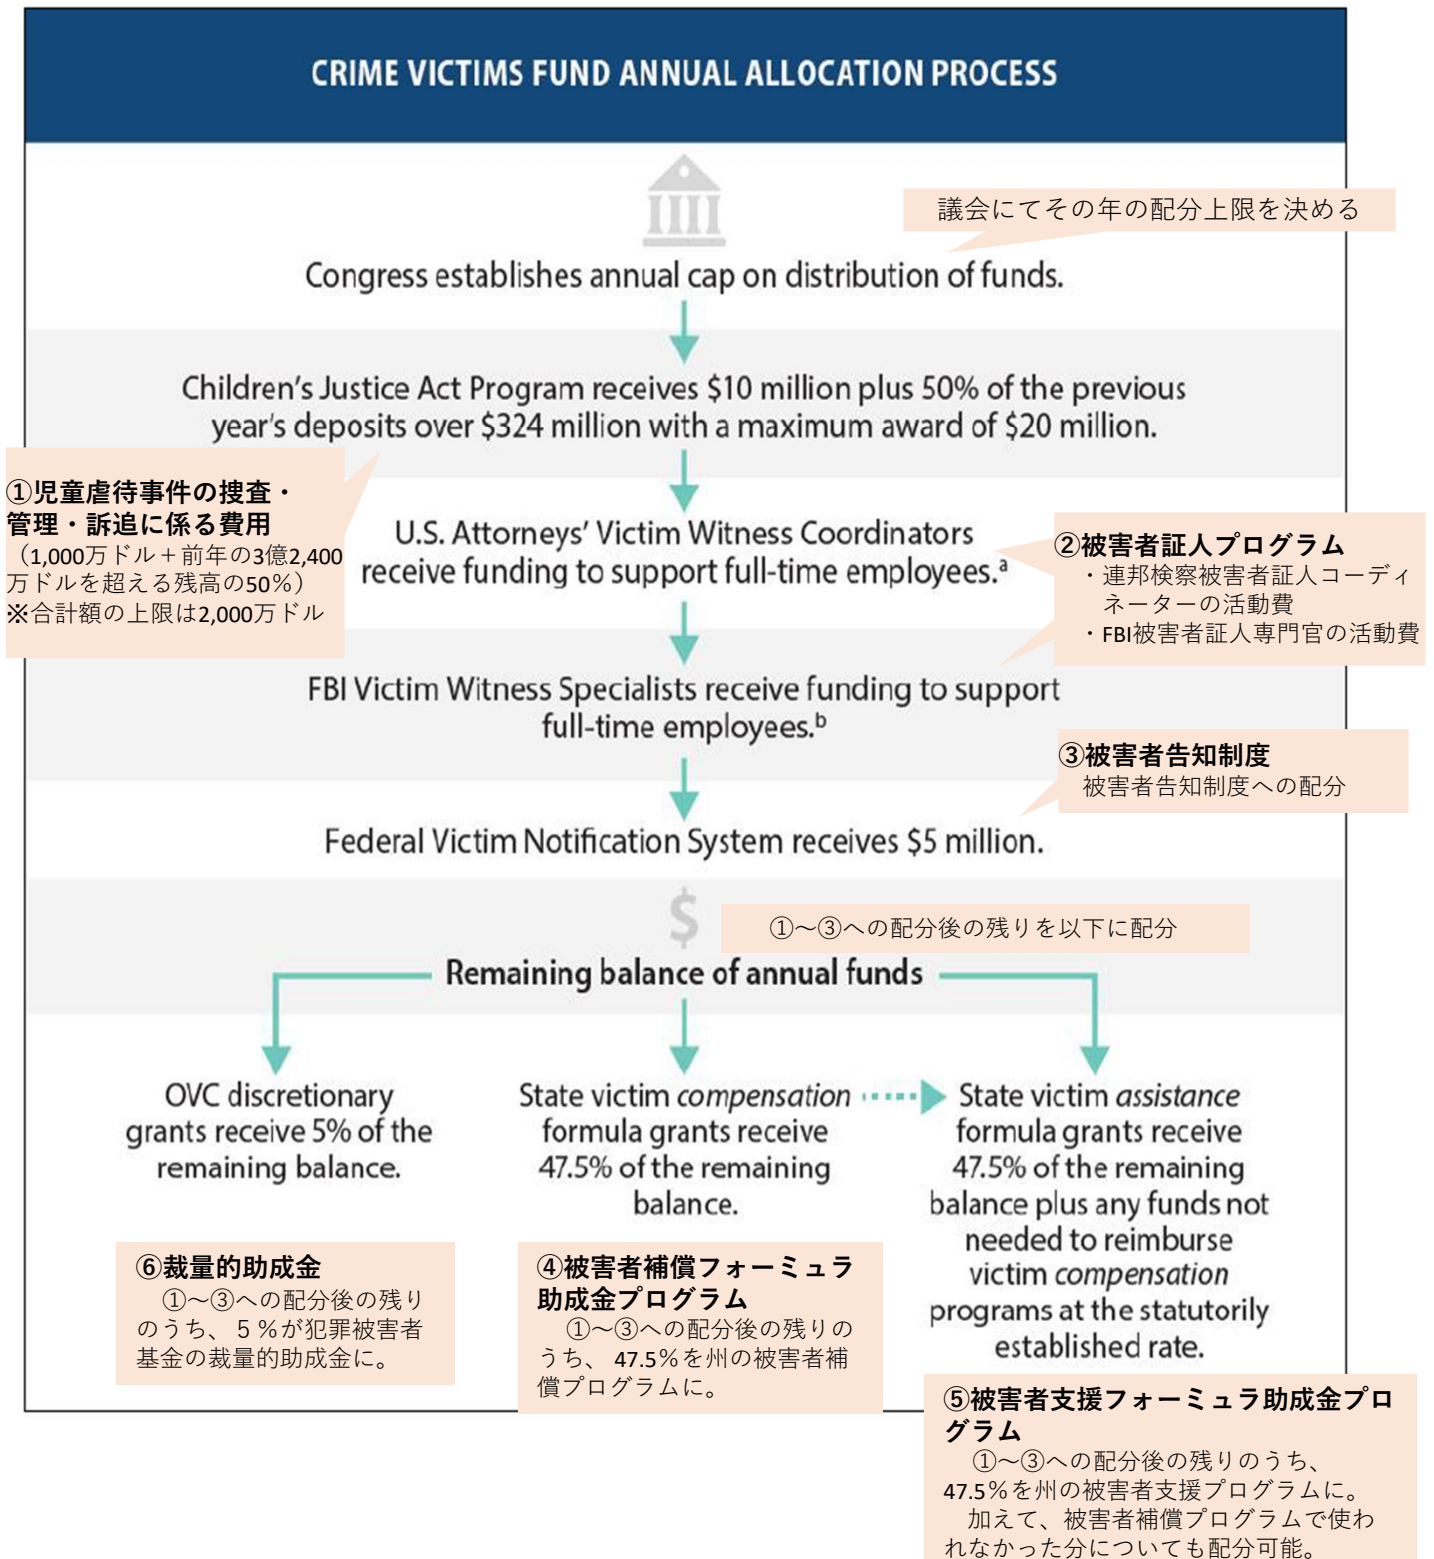 CRIME VICTIMS FUND ANNUAL ALLOCATION PROCESS
議会にてその年の配分上限を決める
Congress establishes annual cap on distribution of funds.
Children's Justice Act Program receives $10 million plus 50% of the previous
year's deposits over $324 million with a maximum award of $20 million.
①児童虐待事件の捜査・
管理・訴追に係る費用
（1,000万ドル＋前年の3億2,400
万ドルを超える残高の50%）
※合計額の上限は2,000万ドル
U.S. Attorneys' Victim Witness Coordinators
receive funding to support full-time employees.ᵃ
②被害者証人プログラム
・連邦検察被害者証人コーディ
ネーターの活動費
・FBI被害者証人専門官の活動費
FBI Victim Witness Specialists receive funding to support
full-time employees.ᵇ
③被害者告知制度
被害者告知制度への配分
Federal Victim Notification System receives $5 million.
$
①～③への配分後の残りを以下に配分
Remaining balance of annual funds
OVC discretionary
grants receive 5% of the
remaining balance.
State victim compensation
formula grants receive
47.5% of the remaining
balance.
State victim assistance
formula grants receive
47.5% of the remaining
balance plus any funds not
needed to reimburse
victim compensation
programs at the statutorily
established rate.
⑥裁量的助成金
①～③への配分後の残り
のうち、５％が犯罪被害者
基金の裁量的助成金に。
④被害者補償フォーミュラ
助成金プログラム
①～③への配分後の残りの
うち、47.5％を州の被害者補
償プログラムに。
⑤被害者支援フォーミュラ助成金プロ
グラム
①～③への配分後の残りのうち、
47.5％を州の被害者支援プログラムに。
加えて、被害者補償プログラムで使わ
れなかった分についても配分可能。